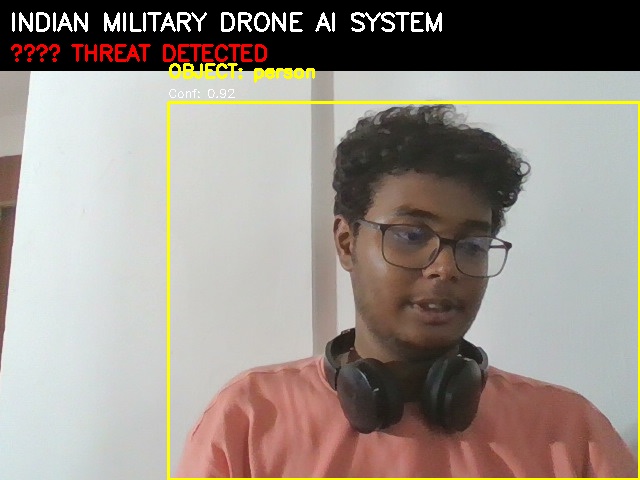 INDIAN MILITARY DRONE AI SYSTEM
???? THREAT DETECTED
OBJECT: person
Conf: 0.92